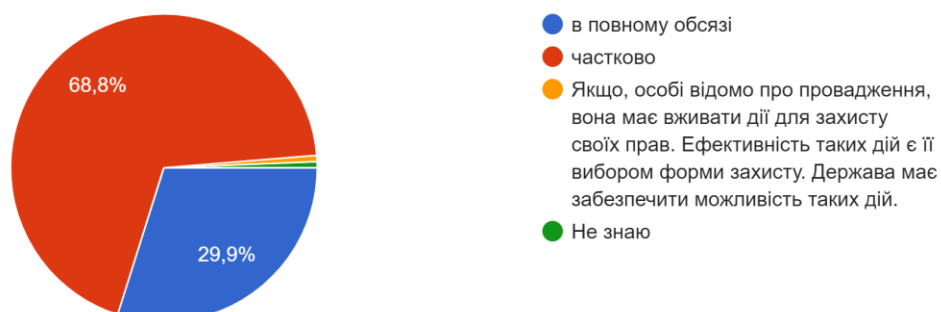 68,8%
29,9%
в повному обсязі
частково
Якщо, особі відомо про провадження,
вона має вживати дії для захисту
своїх прав. Ефективність таких дій є її
вибором форми захисту. Держава має
забезпечити можливість таких дій.
Не знаю